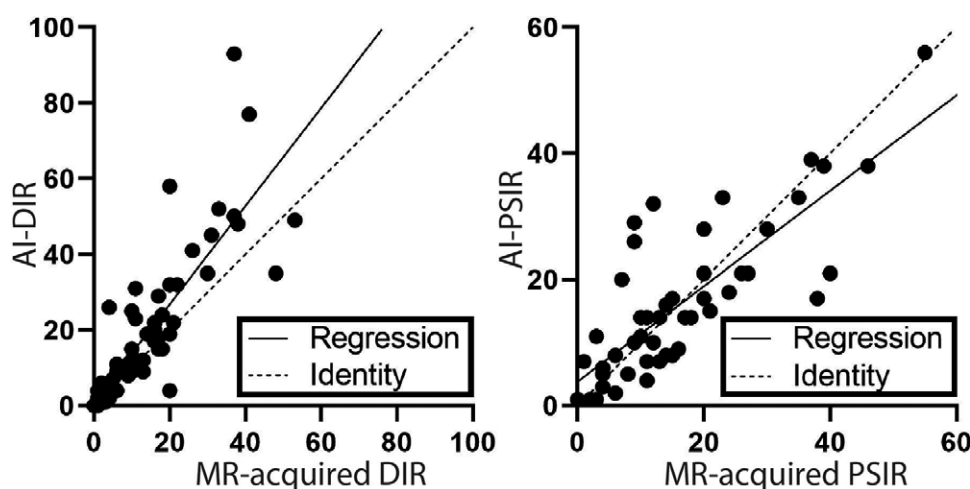 100
80
60
40
20
0
AI-DIR
0 20 40 60 80 100
MR-acquired DIR
Regression
Identity
60
40
20
0
AI-PSIR
0 20 40 60
MR-acquired PSIR
Regression
Identity